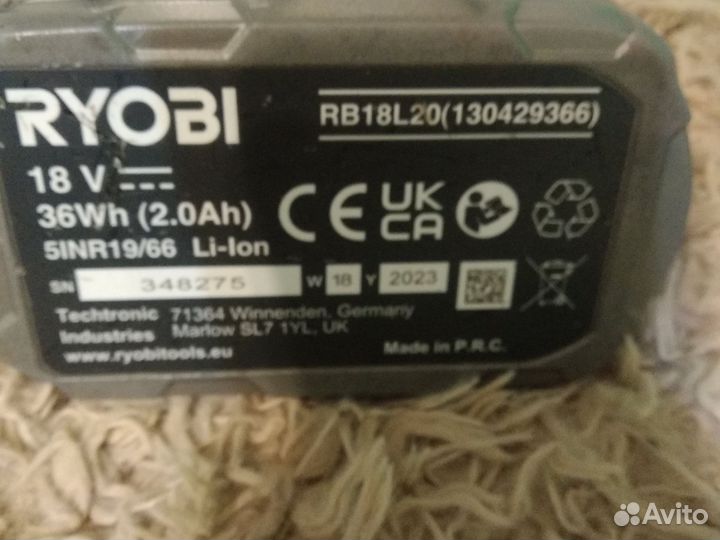 RYOBI
RB18L20(130429366)
18 V
36Wh (2.0Ah)
5INR19/66 Li-Ion
CE UK CA
SN 348275 W 18 Y 2023
Techtronic 71364 Winnenden, Germany
Industries Marlow SL7 1YL, UK
www.ryobitools.eu
Made in P.R.C.
Avito